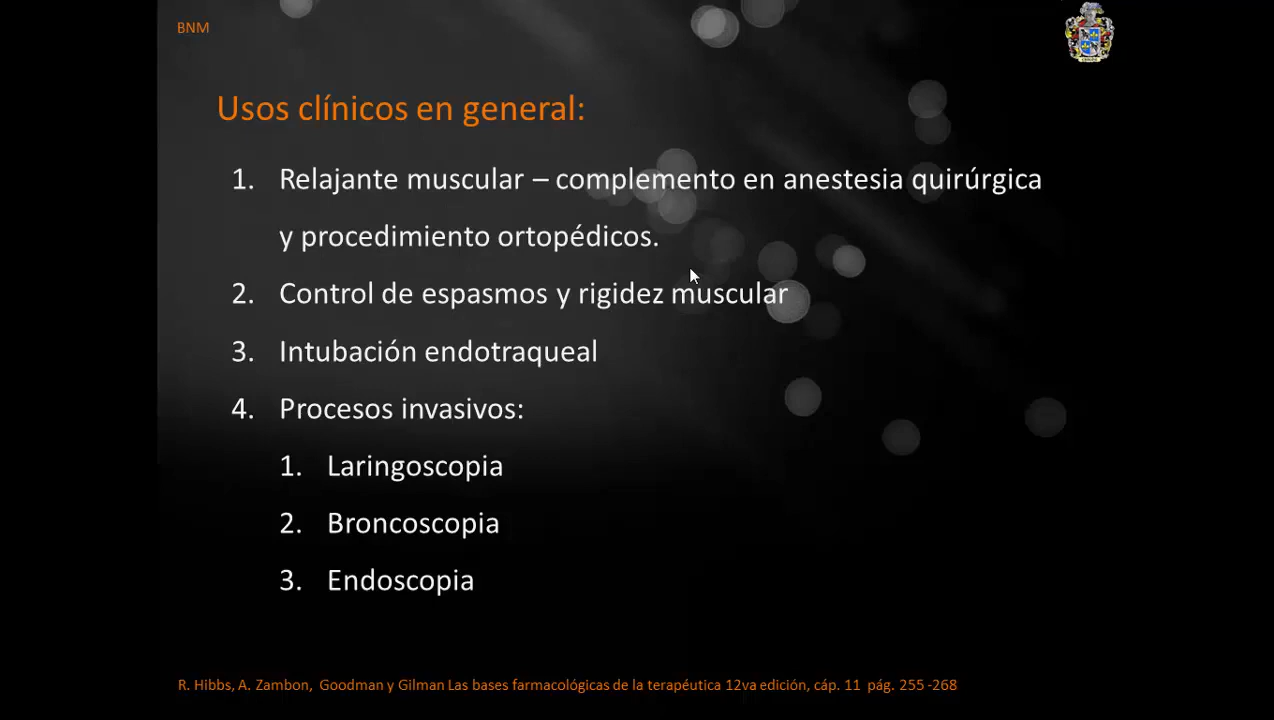 BNM
Usos clínicos en general:
1. Relajante muscular – complemento en anestesia quirúrgica
y procedimiento ortopédicos.
2. Control de espasmos y rigidez muscular
3. Intubación endotraqueal
4. Procesos invasivos:
1. Laringoscopia
2. Broncoscopia
3. Endoscopia
R. Hibbs, A. Zambon, Goodman y Gilman Las bases farmacológicas de la terapéutica 12va edición, cáp. 11 pág. 255 -268